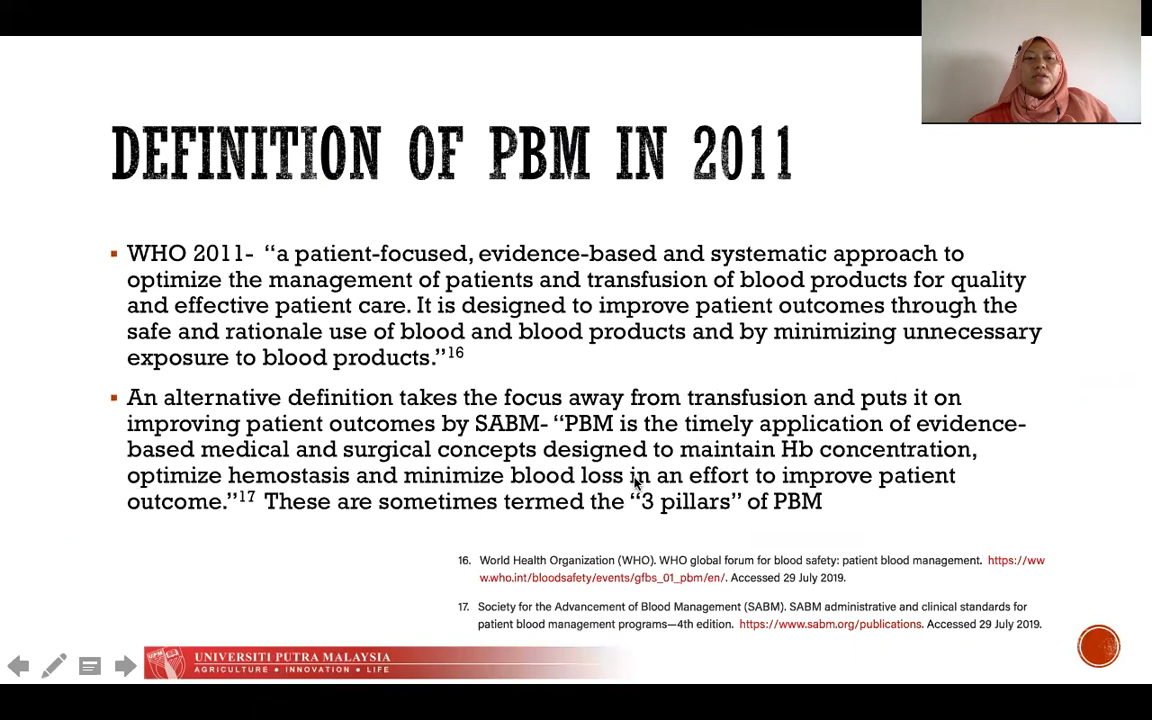 DEFINITION OF PBM IN 2011
▪ WHO 2011- “a patient-focused, evidence-based and systematic approach to
optimize the management of patients and transfusion of blood products for quality
and effective patient care. It is designed to improve patient outcomes through the
safe and rationale use of blood and blood products and by minimizing unnecessary
exposure to blood products.”16
▪ An alternative definition takes the focus away from transfusion and puts it on
improving patient outcomes by SABM- “PBM is the timely application of evidence-
based medical and surgical concepts designed to maintain Hb concentration,
optimize hemostasis and minimize blood loss in an effort to improve patient
outcome.”17 These are sometimes termed the “3 pillars” of PBM
16. World Health Organization (WHO). WHO global forum for blood safety: patient blood management. https://ww
w.who.int/bloodsafety/events/gfbs_01_pbm/en/. Accessed 29 July 2019.
17. Society for the Advancement of Blood Management (SABM). SABM administrative and clinical standards for
patient blood management programs—4th edition. https://www.sabm.org/publications. Accessed 29 July 2019.
UPM
UNIVERSITI PUTRA MALAYSIA
AGRICULTURE • INNOVATION • LIFE